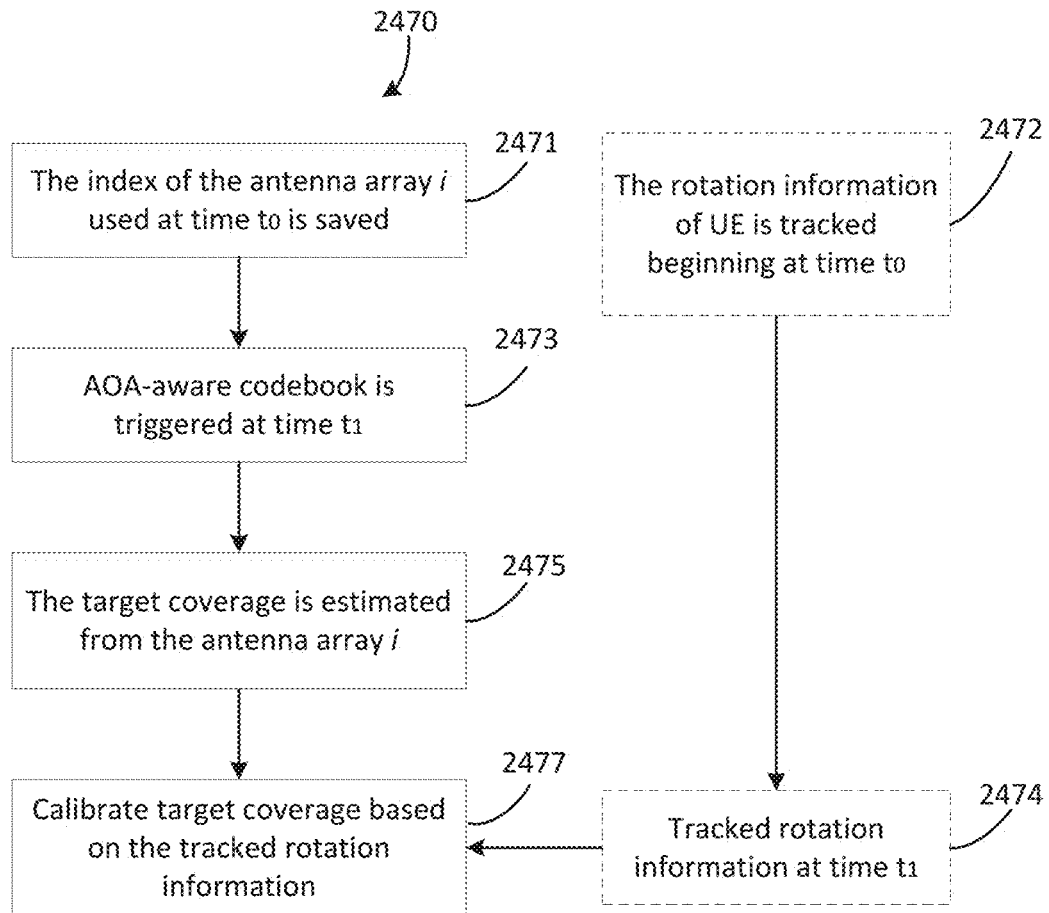 2470
2471
The index of the antenna array i
used at time t0 is saved
2472
The rotation information
of UE is tracked
beginning at time t0
2473
AOA-aware codebook is
triggered at time t1
2475
The target coverage is estimated
from the antenna array i
2477
Calibrate target coverage based
on the tracked rotation
information
2474
Tracked rotation
information at time t1